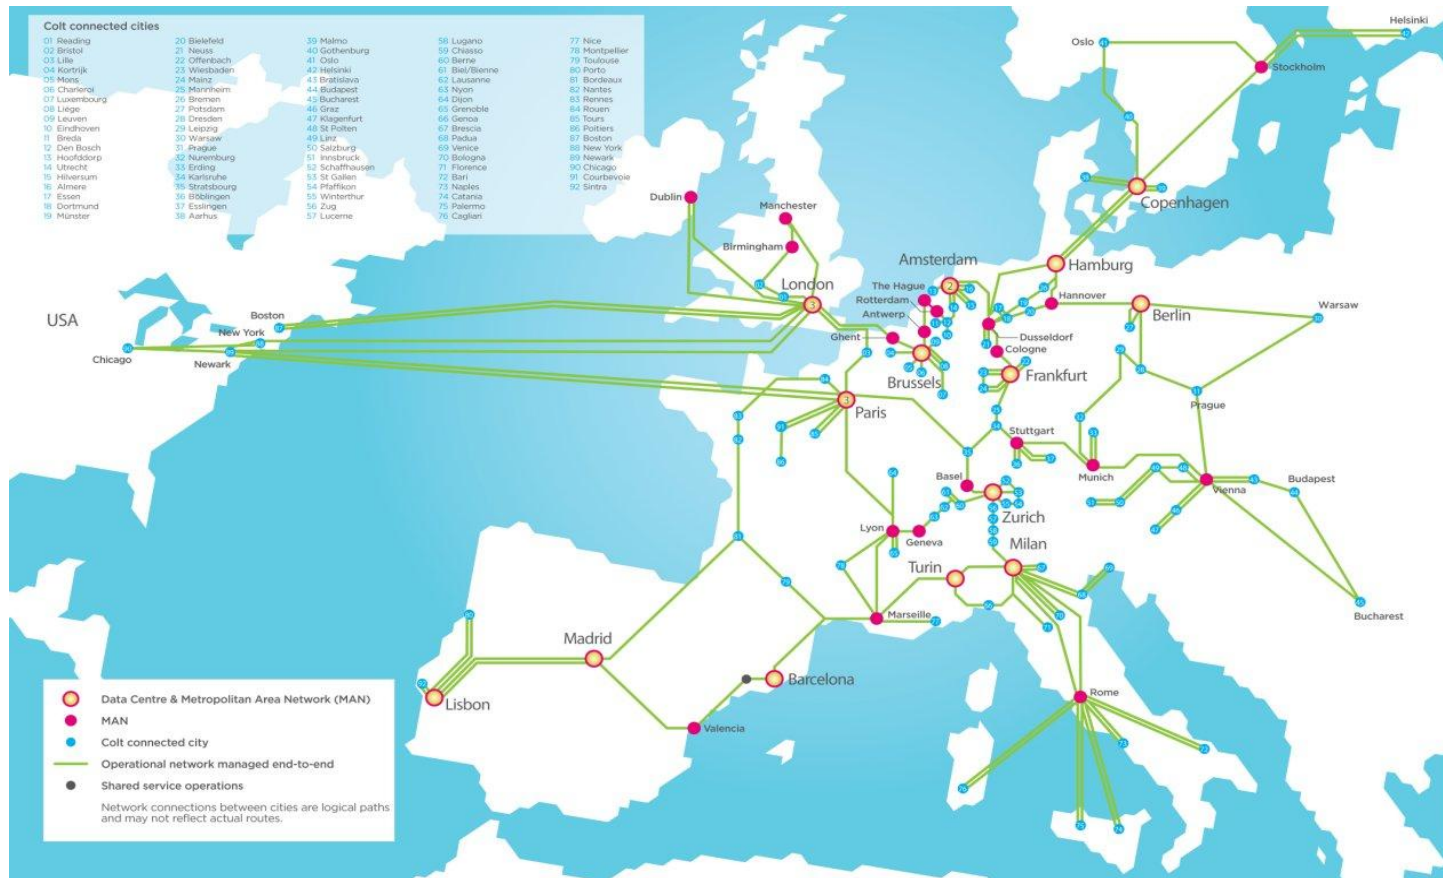 Colt connected cities
01 Reading
02 Bristol
03 Lille
04 Kortrijk
05 Mons
06 Charleroi
07 Luxembourg
08 Liège
09 Leuven
10 Eindhoven
11 Breda
12 Den Bosch
13 Hoofddorp
14 Utrecht
15 Hilversum
16 Almere
17 Essen
18 Dortmund
19 Münster
20 Bielefeld
21 Neuss
22 Offenbach
23 Wiesbaden
24 Mainz
25 Mannheim
26 Bremen
27 Potsdam
28 Dresden
29 Leipzig
30 Warsaw
31 Prague
32 Nuremburg
33 Erding
34 Karlsruhe
35 Stratsbourg
36 Böblingen
37 Esslingen
38 Aarhus
39 Malmo
40 Gothenburg
41 Oslo
42 Helsinki
43 Bratislava
44 Budapest
45 Bucharest
46 Graz
47 Klagenfurt
48 St Polten
49 Linz
50 Salzburg
51 Innsbruck
52 Schaffhausen
53 St Gallen
54 Pfaffikon
55 Winterthur
56 Zug
57 Lucerne
58 Lugano
59 Chiasso
60 Berne
61 Biel/Bienne
62 Lausanne
63 Nyon
64 Dijon
65 Grenoble
66 Genoa
67 Brescia
68 Padua
69 Venice
70 Bologna
71 Florence
72 Bari
73 Naples
74 Catania
75 Palermo
76 Cagliari
77 Nice
78 Montpellier
79 Toulouse
80 Porto
81 Bordeaux
82 Nantes
83 Rennes
84 Rouen
85 Tours
86 Poitiers
87 Boston
88 New York
89 Newark
90 Chicago
91 Courbevoie
92 Sintra
Helsinki
Oslo
Stockholm
Copenhagen
Dublin
Manchester
Birmingham
London
3
Amsterdam
2
Hamburg
The Hague
Rotterdam
Antwerp
Hannover
Berlin
Warsaw
USA
Boston
New York
Chicago
Newark
Ghent
Dusseldorf
Cologne
Brussels
Frankfurt
Paris
3
Prague
Stuttgart
Munich
Basel
Vienna
Budapest
Zurich
Lyon
Geneva
Milan
Turin
Marseille
Bucharest
Madrid
Barcelona
Lisbon
Valencia
Rome
Data Centre & Metropolitan Area Network (MAN)
MAN
Colt connected city
Operational network managed end-to-end
Shared service operations
Network connections between cities are logical paths
and may not reflect actual routes.